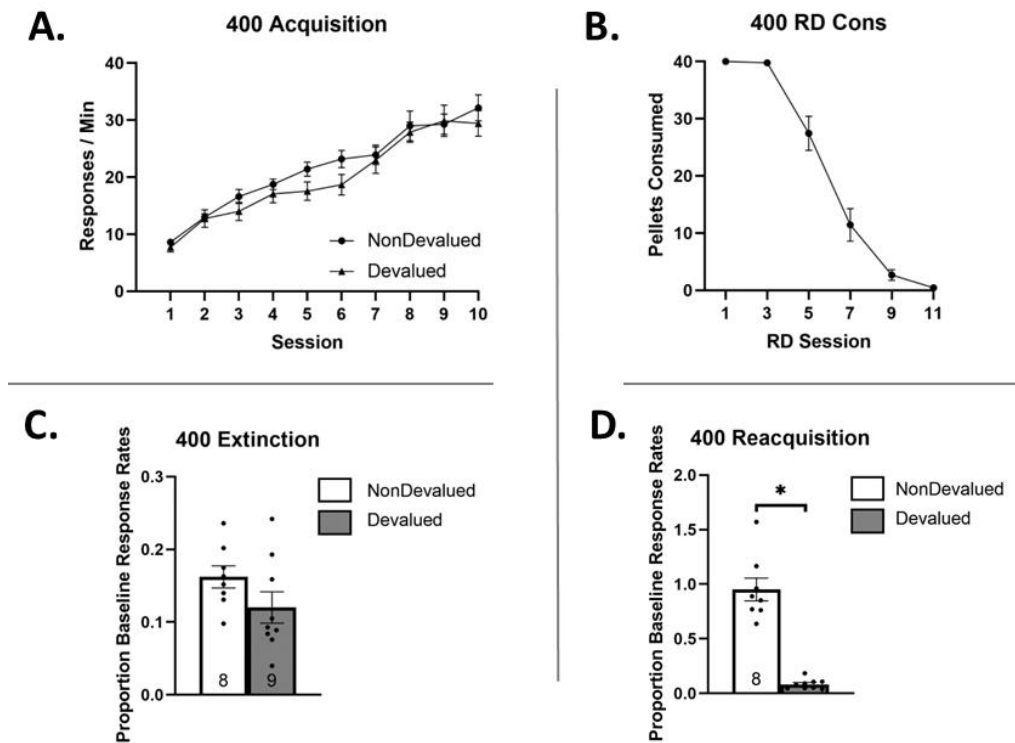 A.
400 Acquisition
Responses / Min
40
30
20
10
0
NonDevalued
Devalued
1 2 3 4 5 6 7 8 9 10
Session
B.
400 RD Cons
Pellets Consumed
40
30
20
10
0
1 3 5 7 9 11
RD Session
C.
400 Extinction
Proportion Baseline Response Rates
0.3
0.2
0.1
0.0
8 9
NonDevalued
Devalued
D.
400 Reacquisition
Proportion Baseline Response Rates
2.0
1.5
1.0
0.5
0.0
*
8
NonDevalued
Devalued